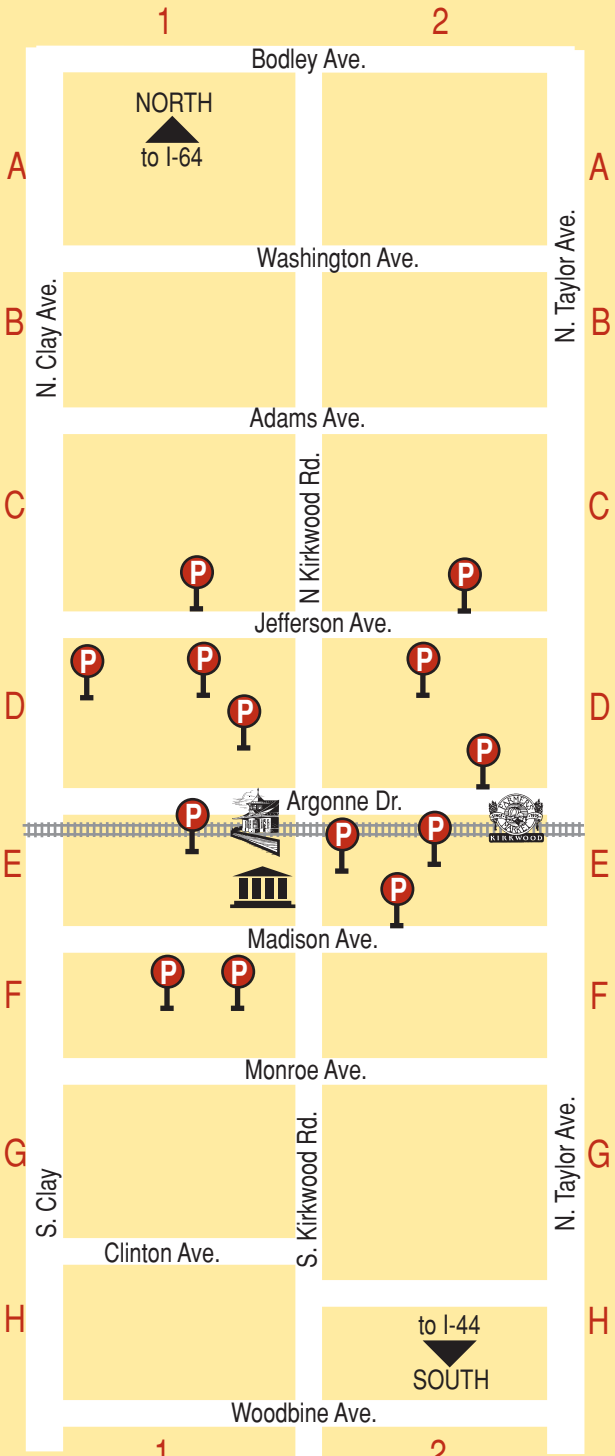 1 2
Bodley Ave.
NORTH
to I-64
A A
Washington Ave.
N. Clay Ave.
N. Taylor Ave.
B B
Adams Ave.
N Kirkwood Rd.
C C
P P
Jefferson Ave.
P P P
D P D
P
Argonne Dr.
P P P
FARMERS
MARKET
KIRKWOOD
E P E
Madison Ave.
F P P F
Monroe Ave.
S. Clay
S. Kirkwood Rd.
N. Taylor Ave.
G G
Clinton Ave.
H H
to I-44
SOUTH
Woodbine Ave.
1 2